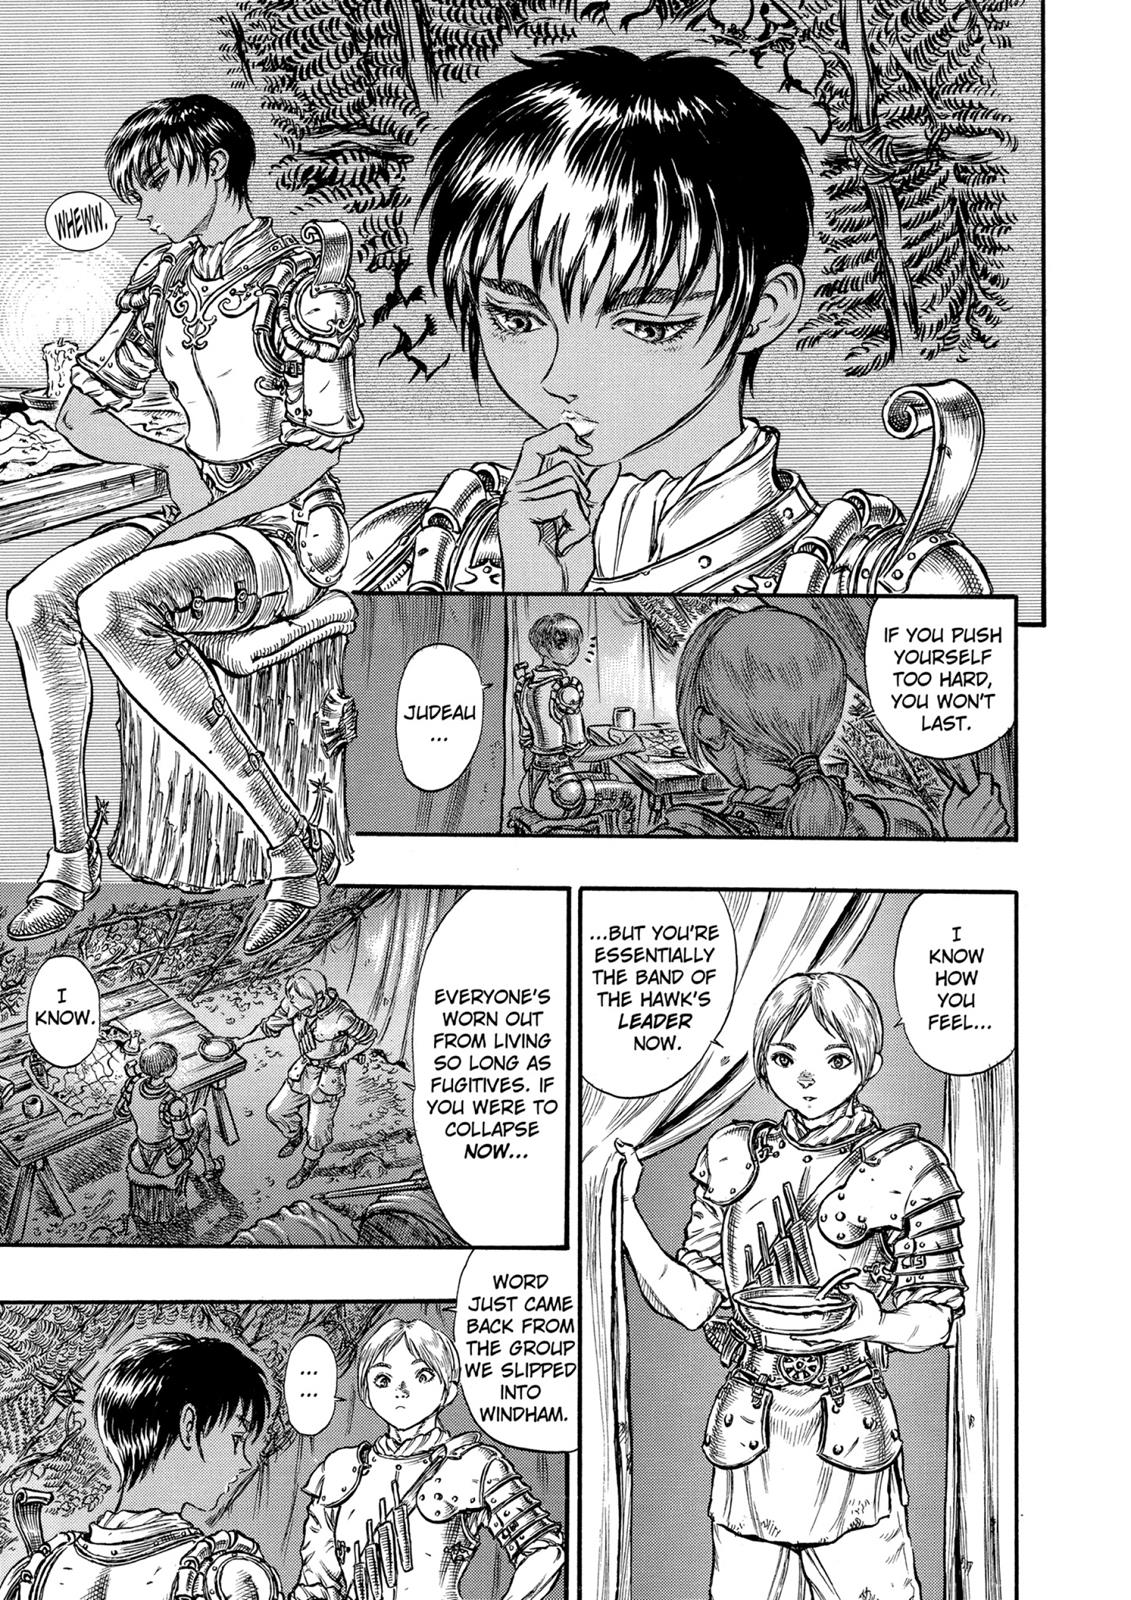 WHEWW.
IF YOU PUSH
YOURSELF
TOO HARD,
YOU WON'T
LAST.
JUDEAU
...
I
KNOW
HOW
YOU
FEEL...
...BUT YOU'RE
ESSENTIALLY
THE BAND OF
THE HAWK'S
LEADER
NOW.
EVERYONE'S
WORN OUT
FROM LIVING
SO LONG AS
FUGITIVES. IF
YOU WERE TO
COLLAPSE
NOW...
I
KNOW.
WORD
JUST CAME
BACK FROM
THE GROUP
WE SLIPPED
INTO
WINDHAM.
...
...